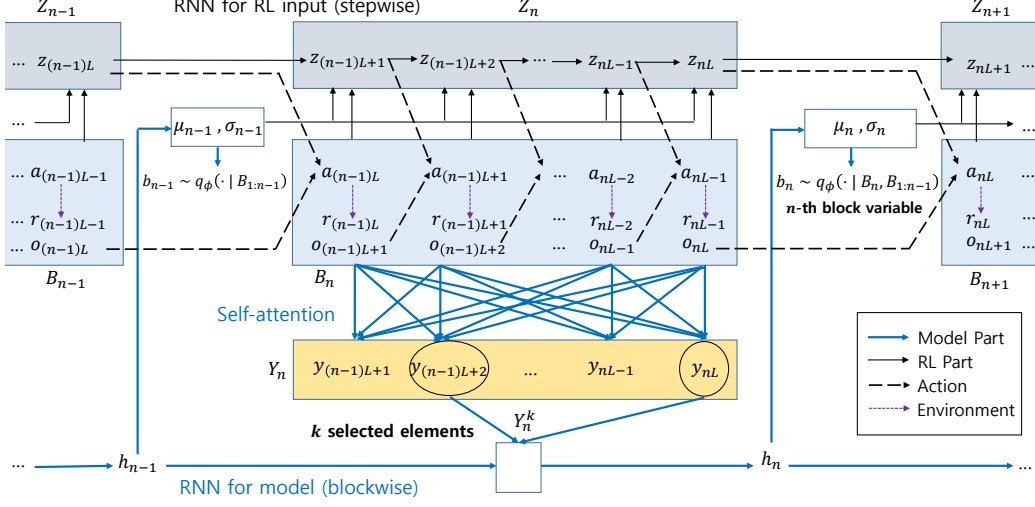 Z_{n-1} RNN for RL input (stepwise) Z_n Z_{n+1}
... z_{(n-1)L} z_{(n-1)L+1} z_{(n-1)L+2} ... z_{nL-1} z_{nL} z_{nL+1} ...
... μ_{n-1}, σ_{n-1} μ_n, σ_n ...
... a_{(n-1)L-1} b_{n-1} ~ q_ϕ(· | B_{1:n-1}) a_{(n-1)L} a_{(n-1)L+1} ... a_{nL-2} a_{nL-1} b_n ~ q_ϕ(· | B_n, B_{1:n-1}) a_{nL} ...
n-th block variable
... r_{(n-1)L-1} r_{(n-1)L} r_{(n-1)L+1} ... r_{nL-2} r_{nL-1} r_{nL} ...
... o_{(n-1)L} o_{(n-1)L+1} o_{(n-1)L+2} ... o_{nL-1} o_{nL} o_{nL+1} ...
B_{n-1} B_n B_{n+1}
Self-attention
Y_n y_{(n-1)L+1} y_{(n-1)L+2} ... y_{nL-1} y_{nL}
Model Part
RL Part
Action
Environment
k selected elements Y_n^k
... h_{n-1} h_n ...
RNN for model (blockwise)